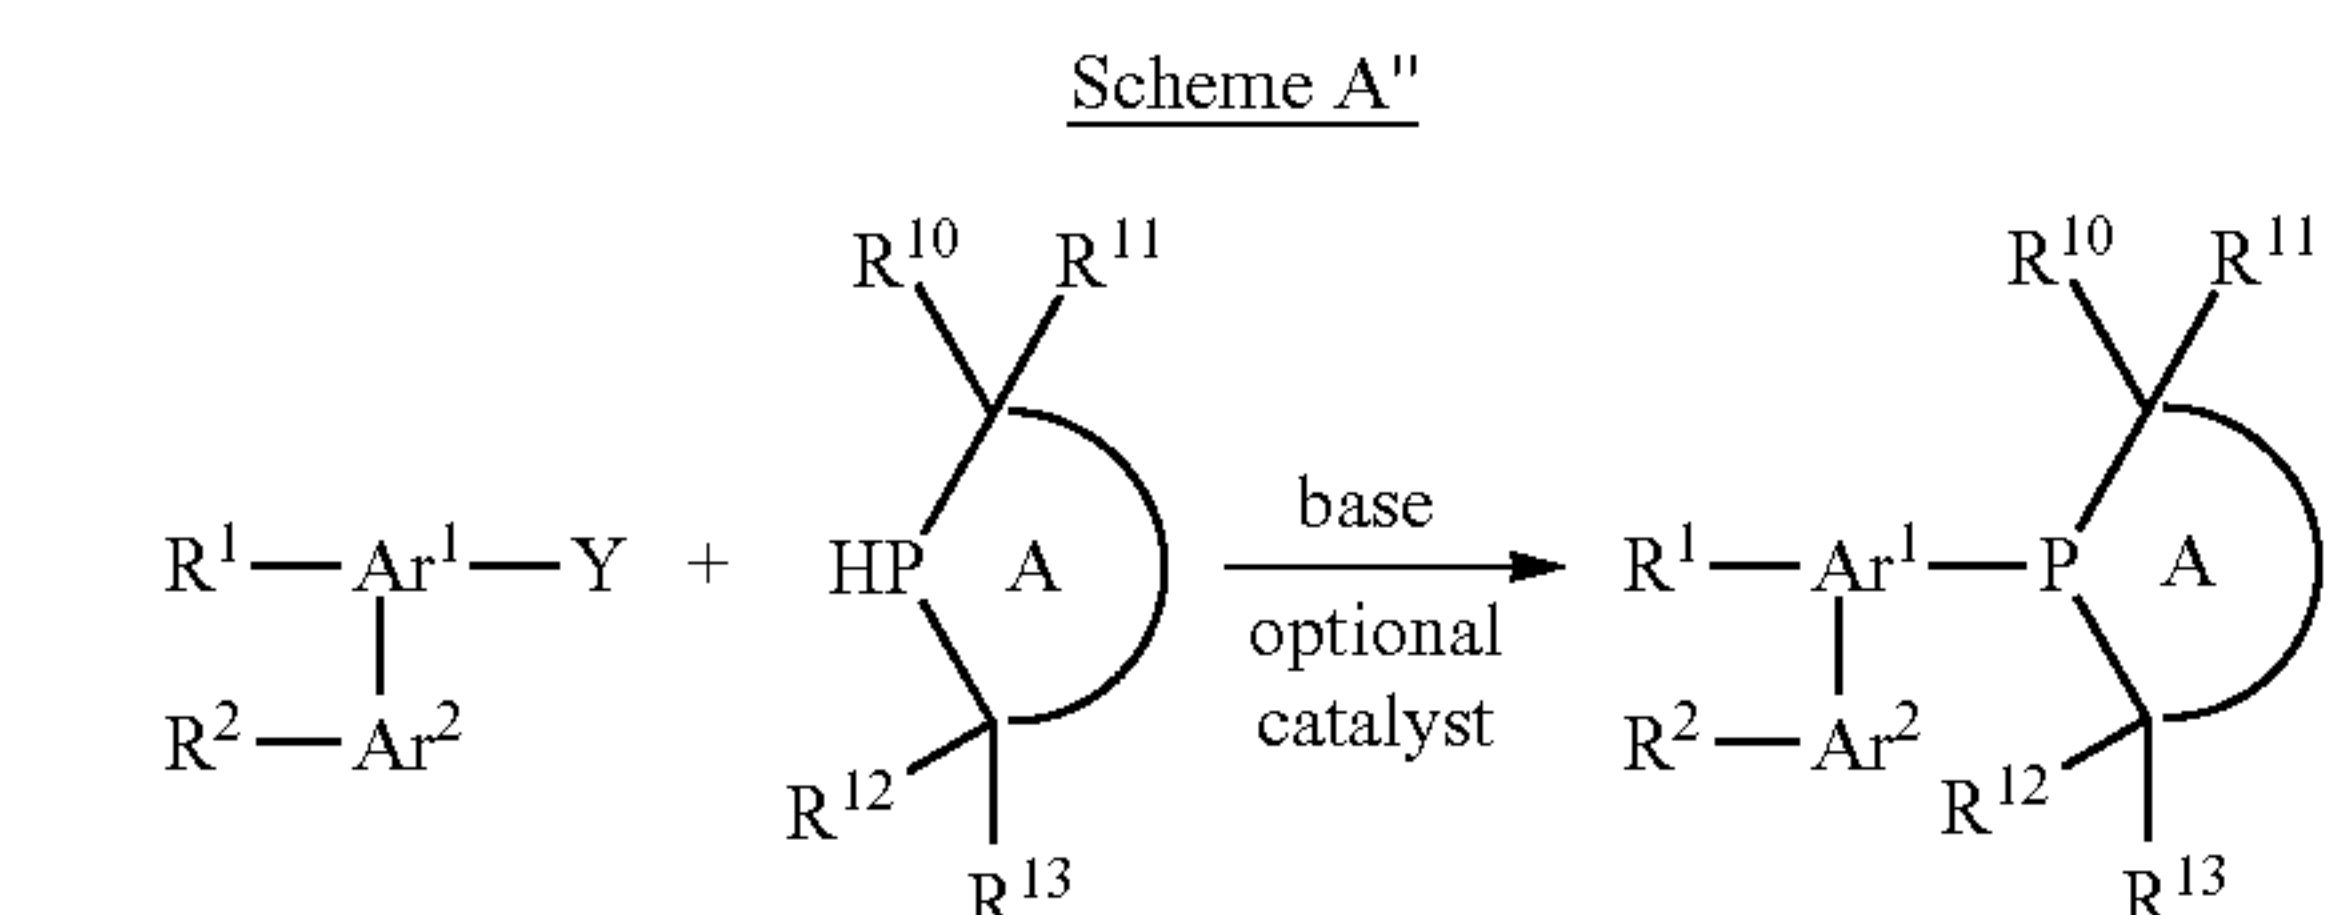 Scheme A"
R¹⁰ R¹¹ R¹⁰ R¹¹
base
R¹—Ar¹—Y + HP A R¹—Ar¹—P A
optional
R²—Ar² catalyst R²—Ar²
R¹² R¹²
R¹³ R¹³